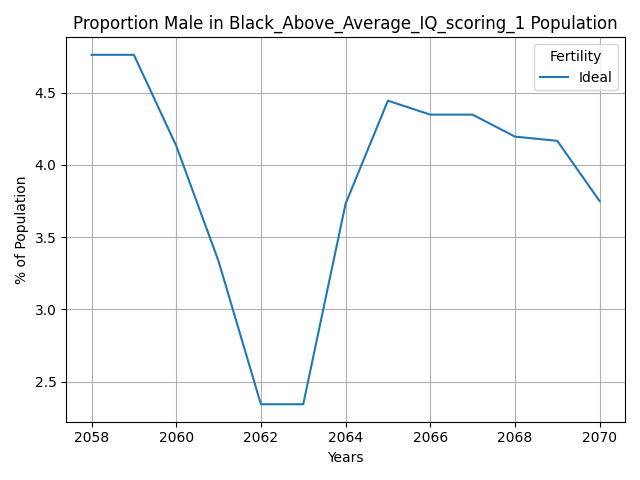 Proportion Male in Black_Above_Average_IQ_scoring_1 Population
Fertility
Ideal
% of Population
4.5
4.0
3.5
3.0
2.5
2058 2060 2062 2064 2066 2068 2070
Years